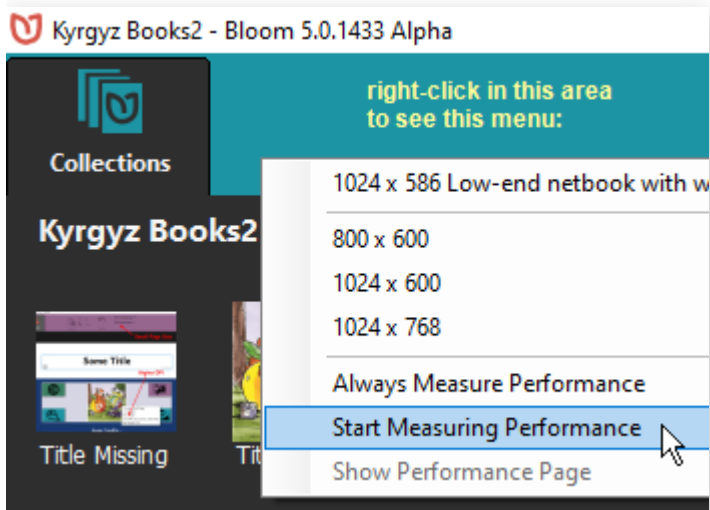 Kyrgyz Books2 - Bloom 5.0.1433 Alpha
right-click in this area
to see this menu:
Collections
1024 x 586 Low-end netbook with w
Kyrgyz Books2
800 x 600
1024 x 600
1024 x 768
Some Title
Always Measure Performance
Start Measuring Performance
Title Missing
Tit
Show Performance Page